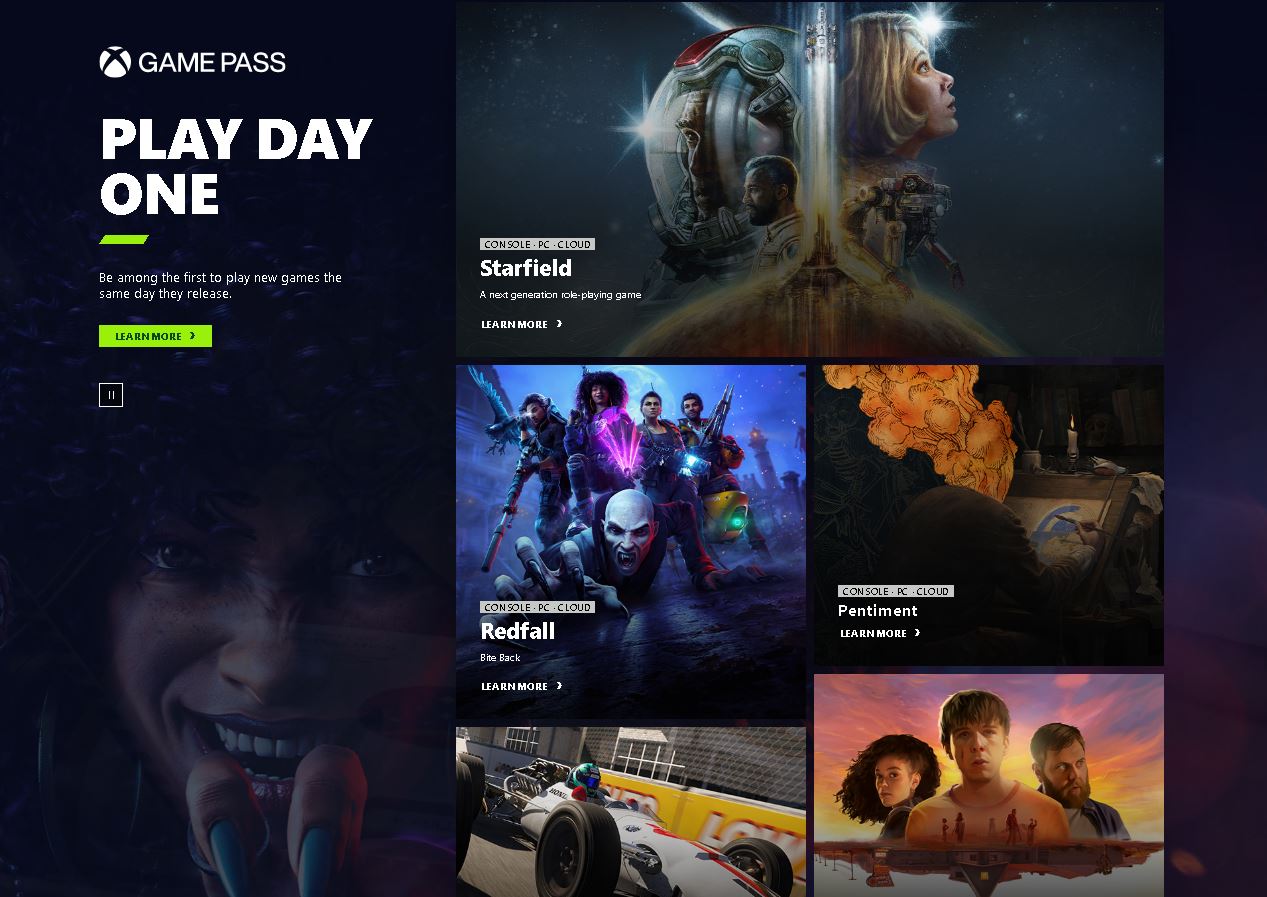 GAME PASS
PLAY DAY
ONE
Be among the first to play new games the
same day they release.
LEARN MORE
CONSOLE · PC · CLOUD
Starfield
A next generation role-playing game
LEARN MORE
CONSOLE · PC · CLOUD
Redfall
Bite Back
LEARN MORE
CONSOLE · PC · CLOUD
Pentiment
LEARN MORE